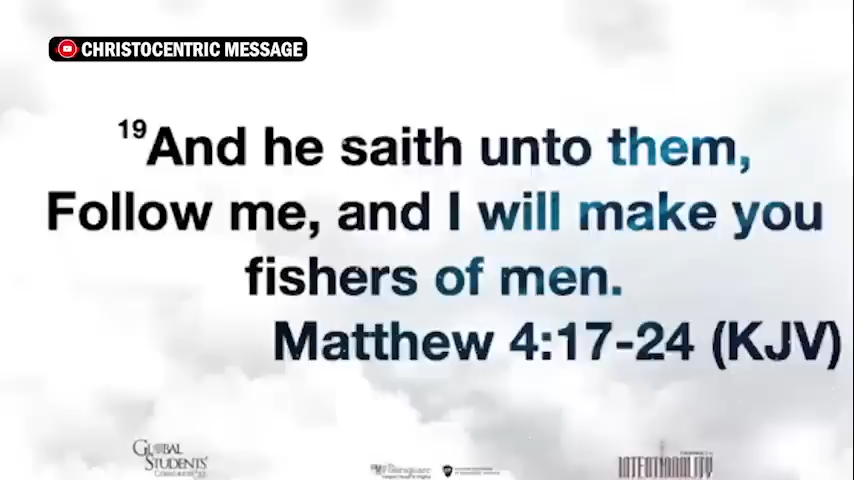 CHRISTOCENTRIC MESSAGE
19And he saith unto them,
Follow me, and I will make you
fishers of men.
Matthew 4:17-24 (KJV)
GLOBAL
STUDENTS'
INTENTIONALITY